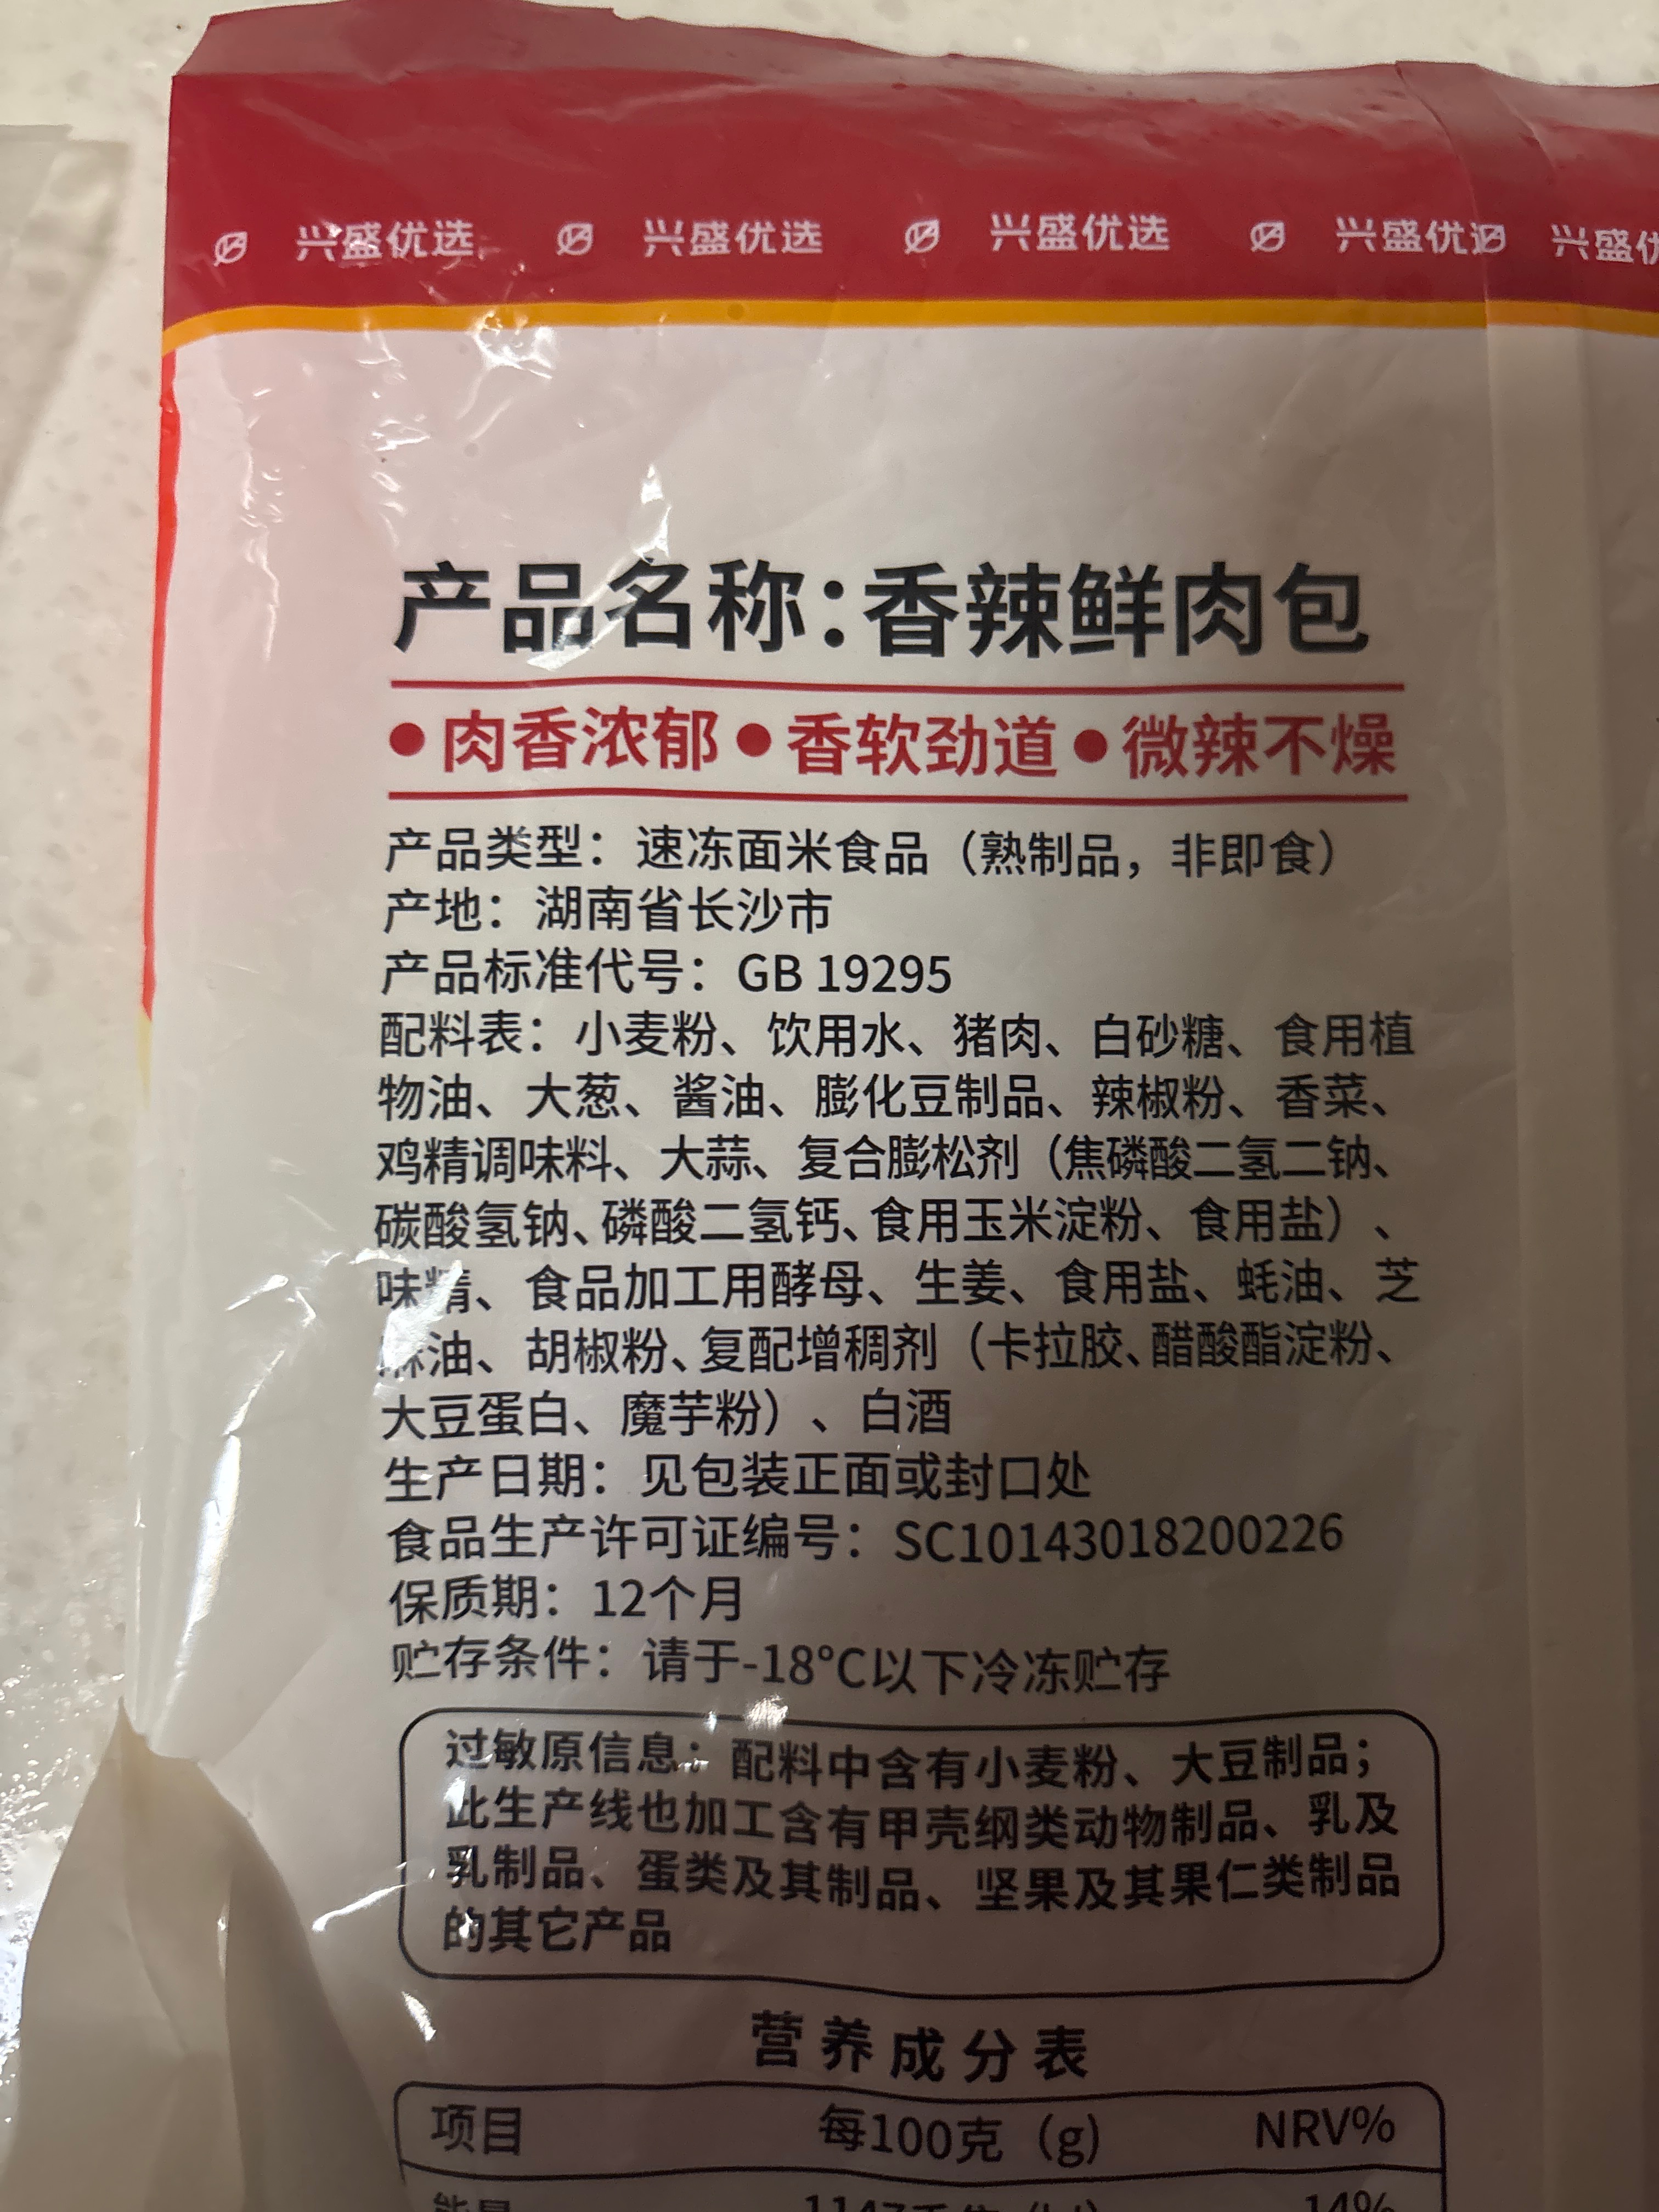 兴盛优选 兴盛优选 兴盛优选 兴盛优 兴盛优
产品名称：香辣鲜肉包
•肉香浓郁•香软劲道•微辣不燥
产品类型：速冻面米食品（熟制品，非即食）
产地：湖南省长沙市
产品标准代号：GB 19295
配料表：小麦粉、饮用水、猪肉、白砂糖、食用植
物油、大葱、酱油、膨化豆制品、辣椒粉、香菜、
鸡精调味料、大蒜、复合膨松剂（焦磷酸二氢二钠、
碳酸氢钠、磷酸二氢钙、食用玉米淀粉、食用盐）、
味精、食品加工用酵母、生姜、食用盐、蚝油、芝
麻油、胡椒粉、复配增稠剂（卡拉胶、醋酸酯淀粉、
大豆蛋白、魔芋粉）、白酒
生产日期：见包装正面或封口处
食品生产许可证编号：SC10143018200226
保质期：12个月
贮存条件：请于-18°C以下冷冻贮存
过敏原信息：配料中含有小麦粉、大豆制品；
此生产线也加工含有甲壳纲类动物制品、乳及
乳制品、蛋类及其制品、坚果及其果仁类制品
的其它产品
营养成分表
项目 每100克（g） NRV%
能量 1147千焦（kJ） 14%